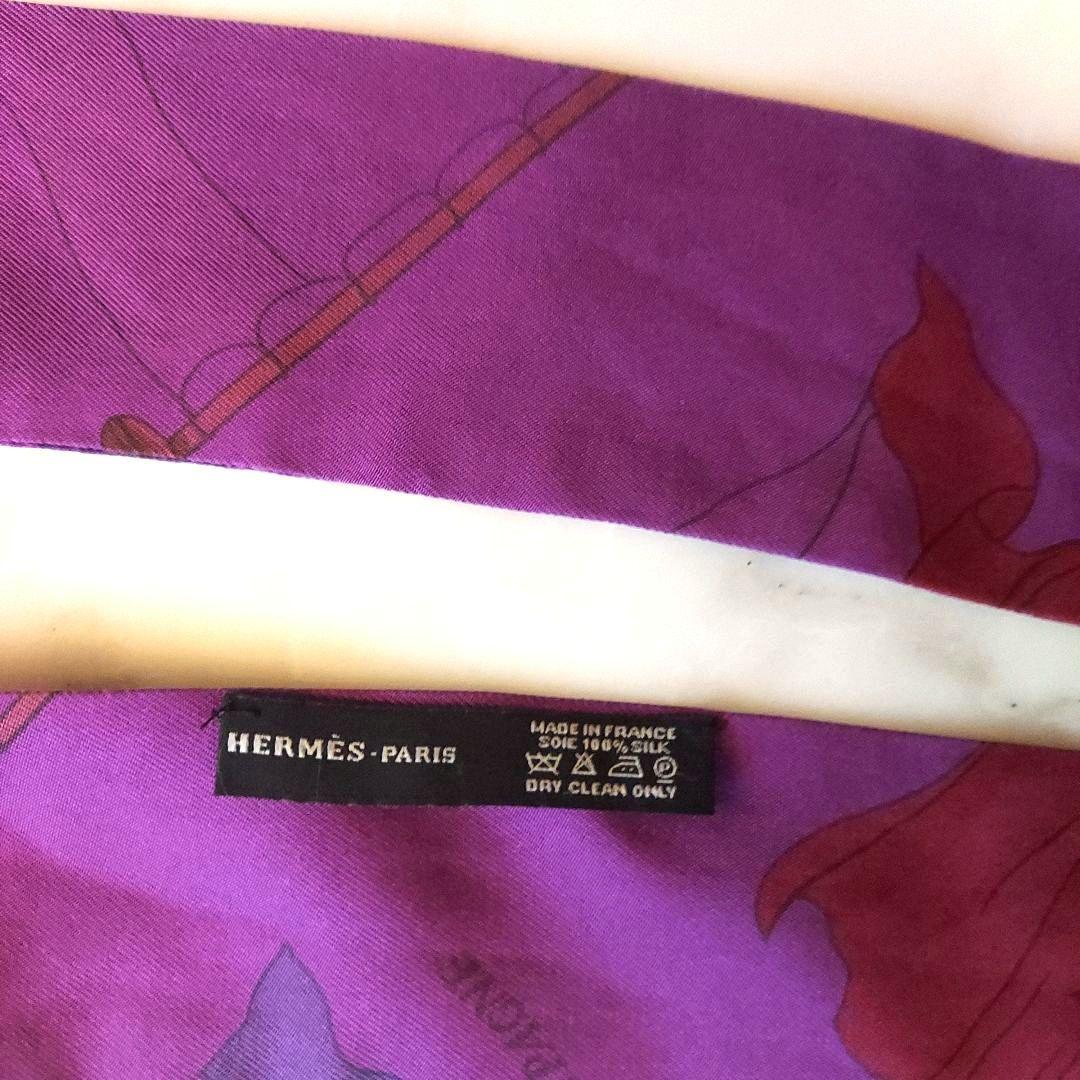 HERMÈS-PARIS
MADE IN FRANCE
SOIE 100% SILK
DRY CLEAN ONLY